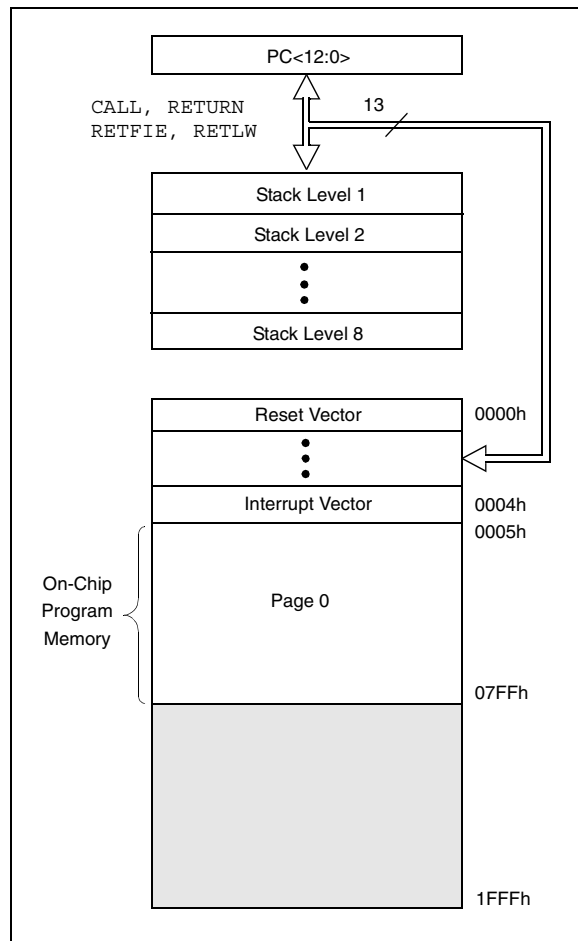 PC<12:0>
CALL, RETURN
RETFIE, RETLW
13
Stack Level 1
Stack Level 2
Stack Level 8
Reset Vector
0000h
Interrupt Vector
0004h
0005h
On-Chip
Program
Memory
Page 0
07FFh
1FFFh